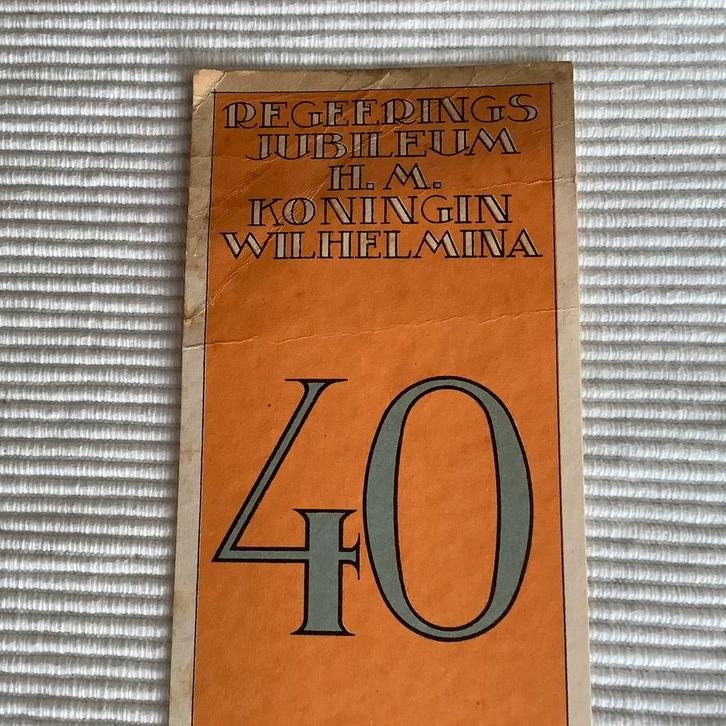 REGEERINGS
JUBILEUM
H. M.
KONINGIN
WILHELMINA
40